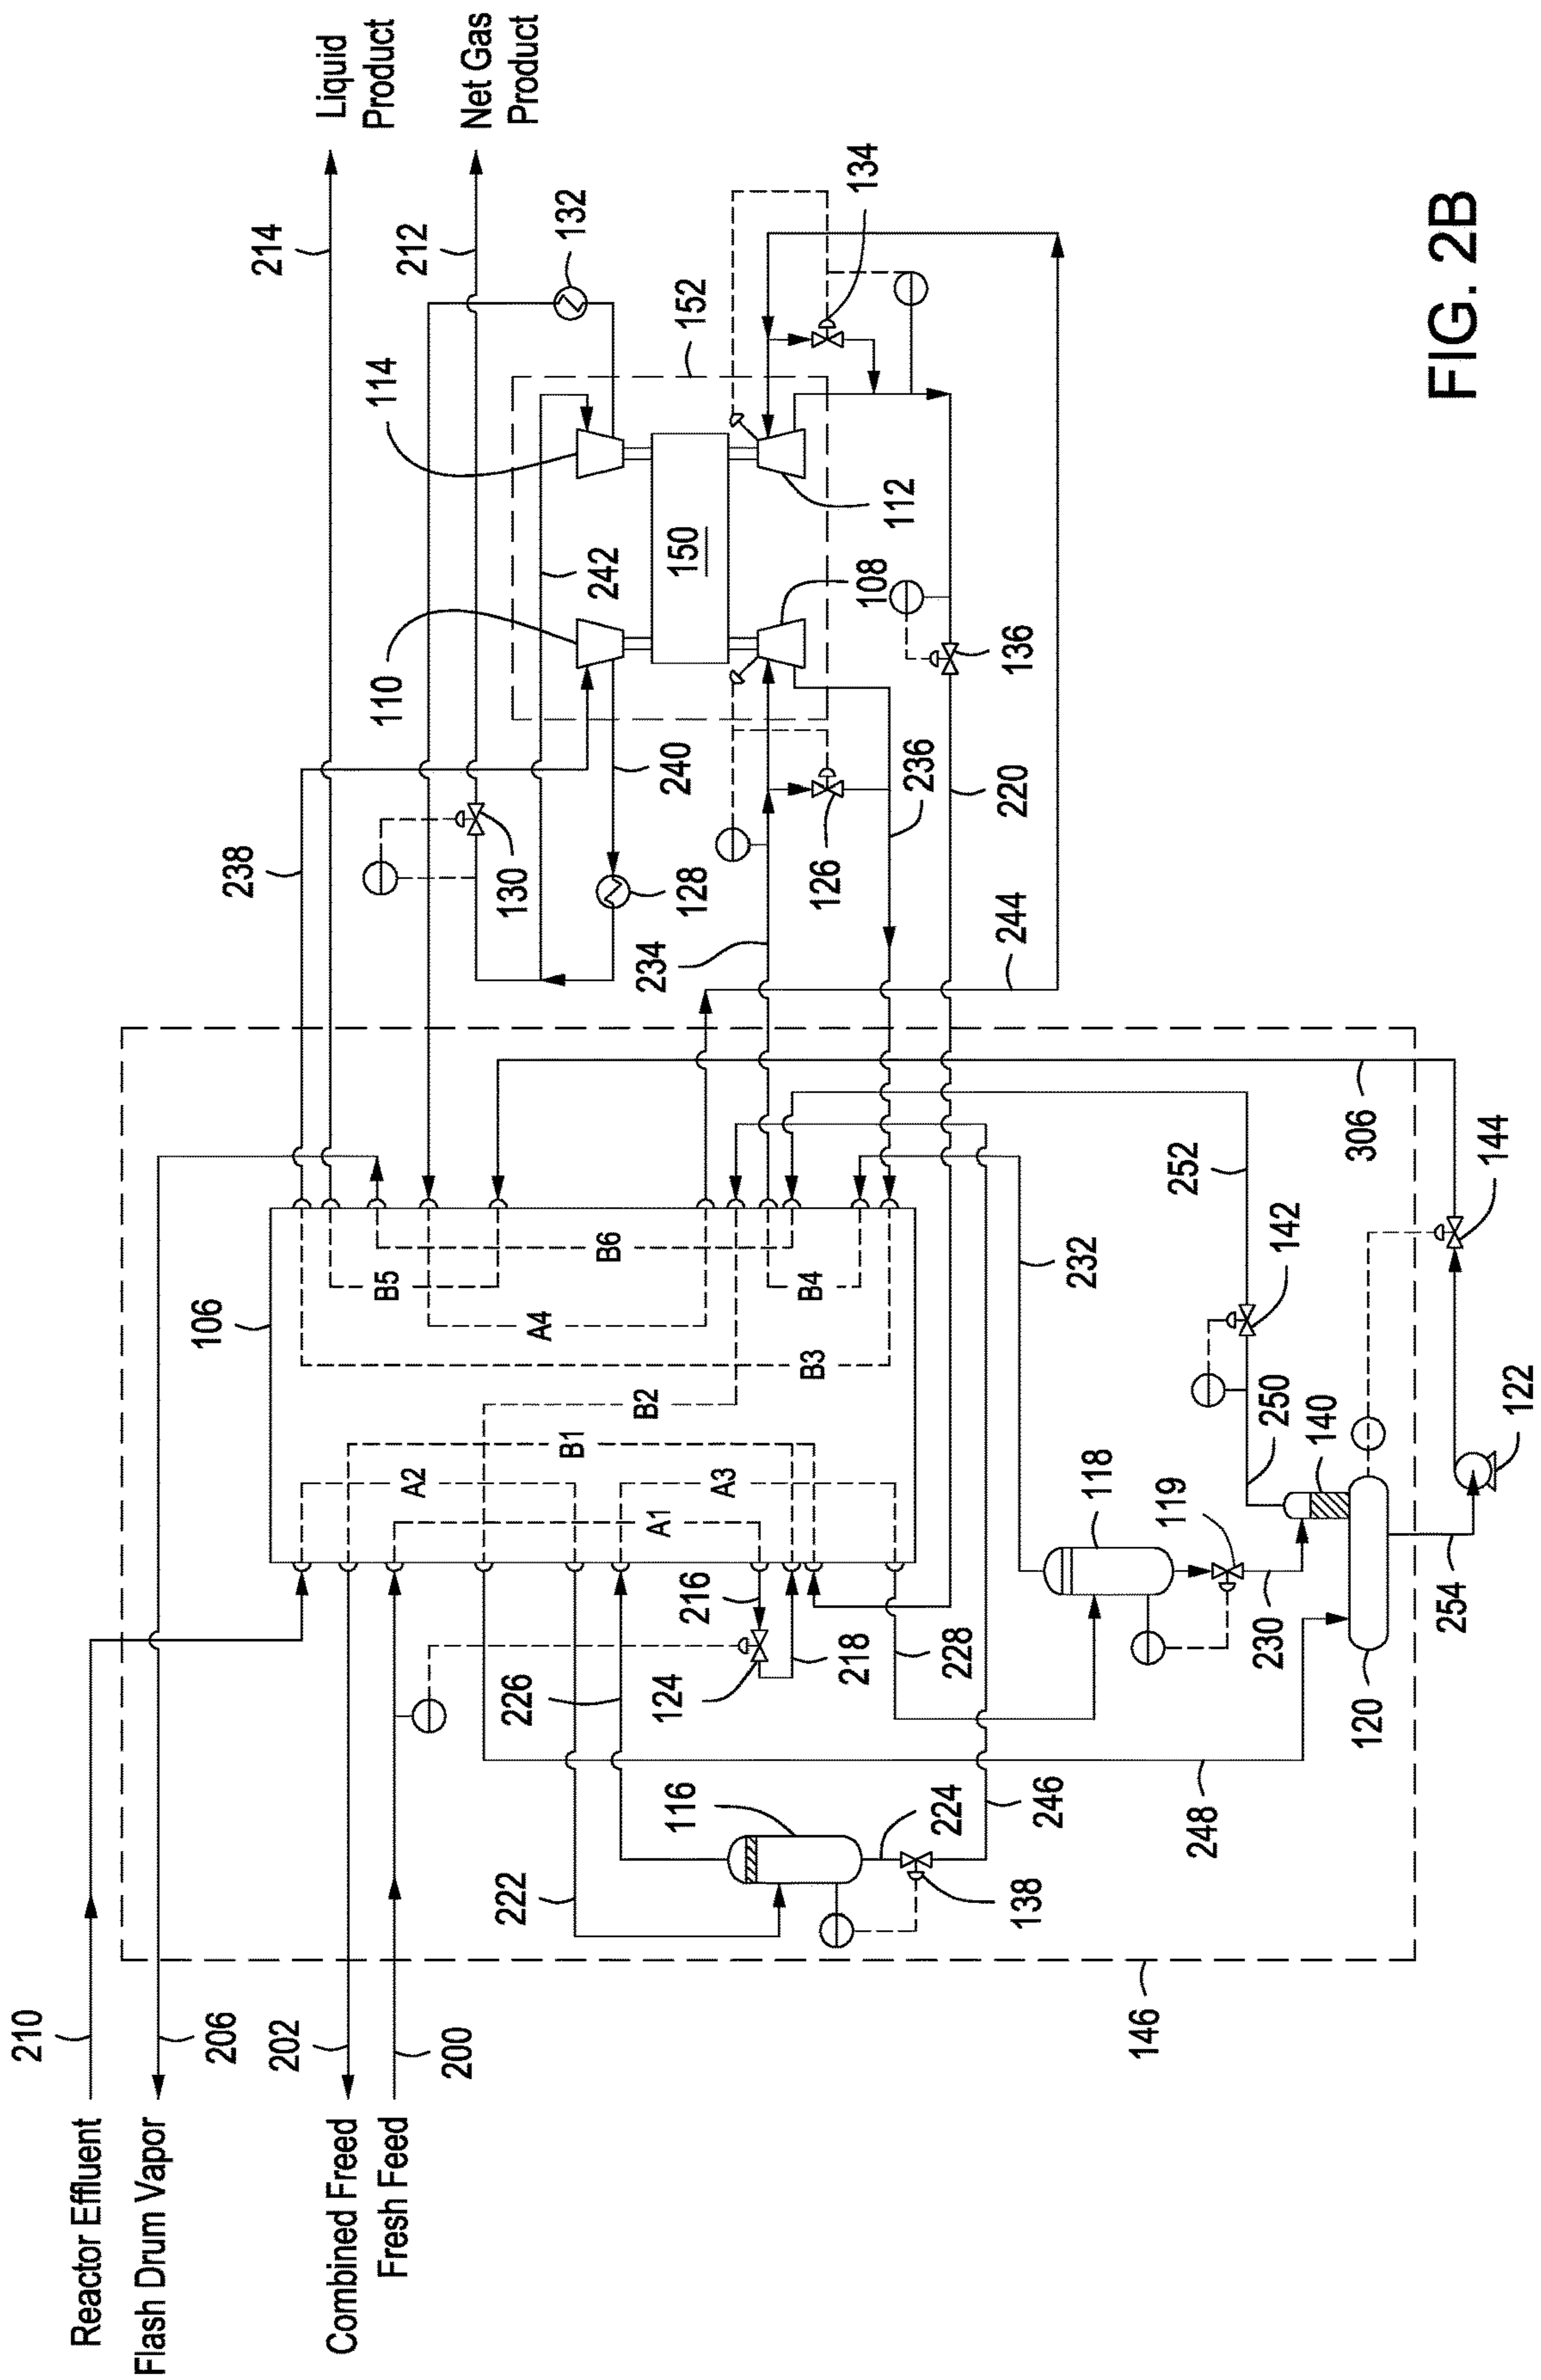 Liquid
Product
Net Gas
Product
214
212
132
134
152
114
242
150
112
110
108
136
240
236
220
238
130
128
126
234
244
106
B5
B6
A4
B4
B3
B2
B1
A2
A3
A1
306
252
144
232
142
250
140
122
118
119
216
218
228
230
254
226
124
120
116
224
246
248
222
138
146
210
206
202
200
Reactor Effluent
Flash Drum Vapor
Combined Freed
Fresh Feed
FIG. 2B